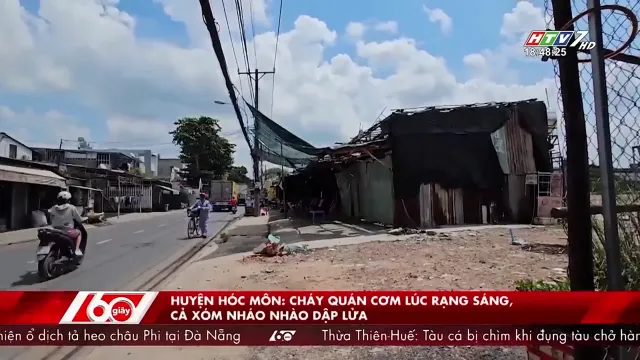 HTV7 HD
18:48:25
60 giây
HUYỆN HÓC MÔN: CHÁY QUÁN CƠM LÚC RẠNG SÁNG,
CẢ XÓM NHÁO NHÀO DẬP LỬA
hiện ổ dịch tả heo châu Phi tại Đà Nẵng
Thừa Thiên-Huế: Tàu cá bị chìm khi đụng tàu chở hà